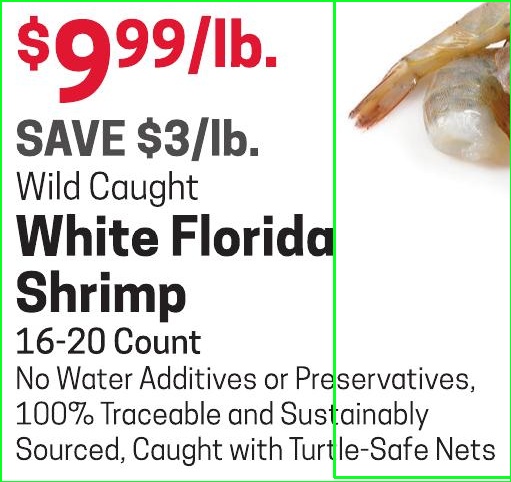 $9.99/lb.
SAVE $3/lb.
Wild Caught
White Florida
Shrimp
16-20 Count
No Water Additives or Preservatives,
100% Traceable and Sustainably
Sourced, Caught with Turtle-Safe Nets